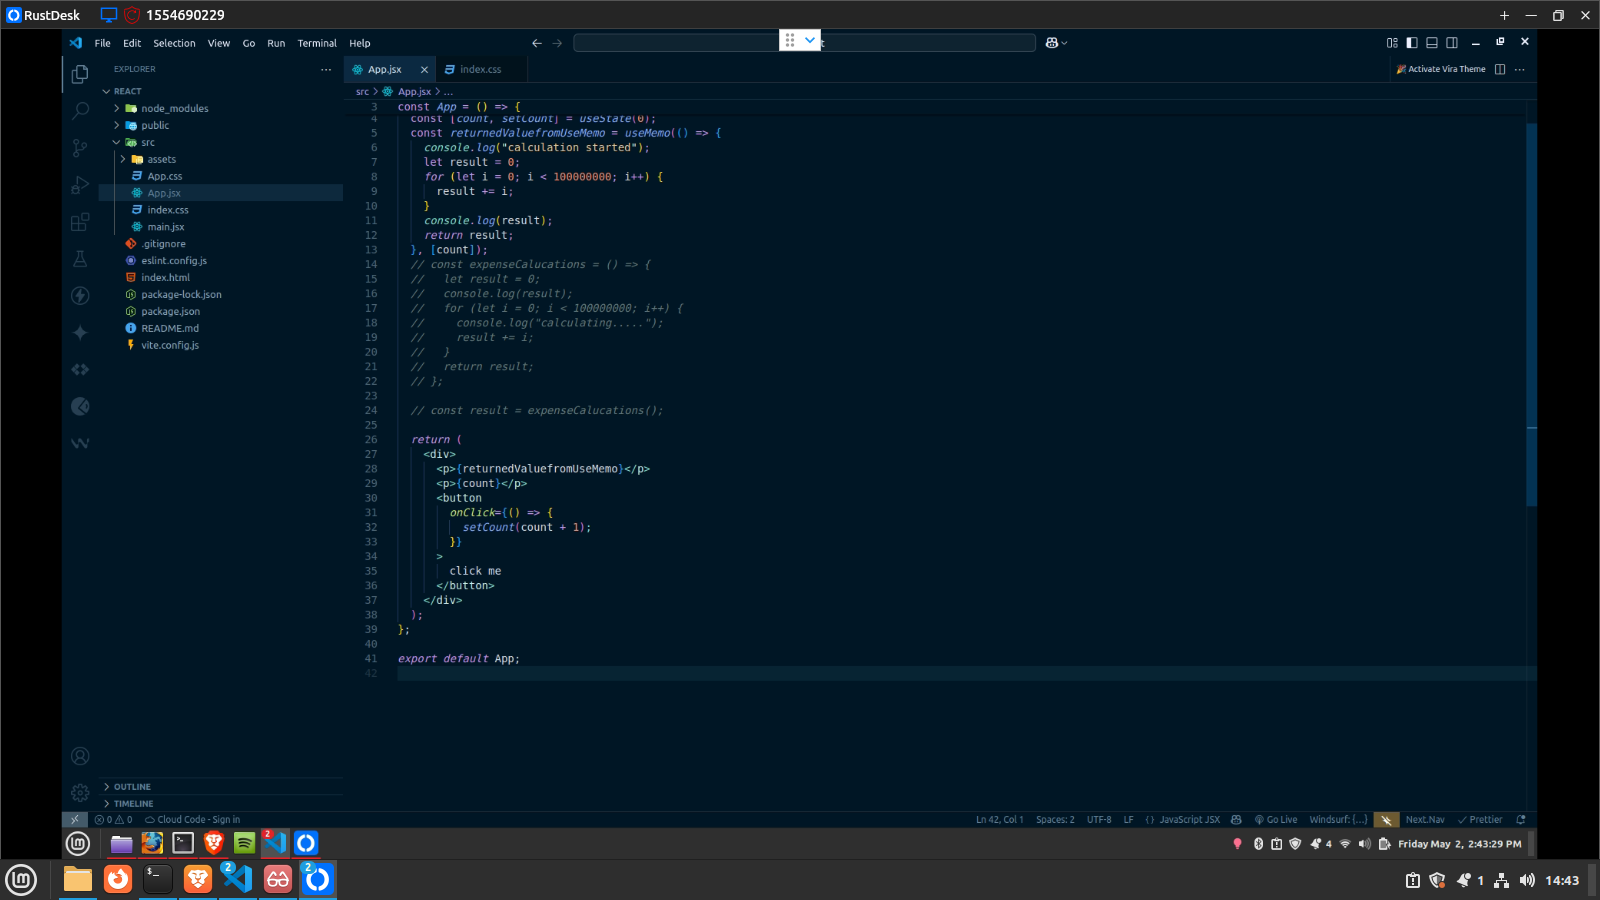 RustDesk 1554690229
File Edit Selection View Go Run Terminal Help
EXPLORER
App.jsx
index.css
Activate Vira Theme
REACT
node_modules
public
src
assets
App.css
App.jsx
index.css
main.jsx
.gitignore
eslint.config.js
index.html
package-lock.json
package.json
README.md
vite.config.js
OUTLINE
TIMELINE
src > App.jsx > ...
3 const App = () => {
4 const [count, setCount] = useState(0);
5 const returnedValuefromUseMemo = useMemo(() => {
6 console.log("calculation started");
7 let result = 0;
8 for (let i = 0; i < 100000000; i++) {
9 result += i;
10 }
11 console.log(result);
12 return result;
13 }, [count]);
14 // const expenseCalucations = () => {
15 // let result = 0;
16 // console.log(result);
17 // for (let i = 0; i < 100000000; i++) {
18 // console.log("calculating.....");
19 // result += i;
20 // }
21 // return result;
22 // };
23
24 // const result = expenseCalucations();
25
26 return (
27 <div>
28 <p>{returnedValuefromUseMemo}</p>
29 <p>{count}</p>
30 <button
31 onClick={() => {
32 setCount(count + 1);
33 }}
34 >
35 click me
36 </button>
37 </div>
38 );
39 };
40
41 export default App;
42
0 0 Cloud Code - Sign in Ln 42, Col 1 Spaces: 2 UTF-8 LF {} JavaScript JSX Go Live Windsurf: {...} Next.Nav Prettier
2 4 Friday May 2, 2:43:29 PM
2 2 1 14:43